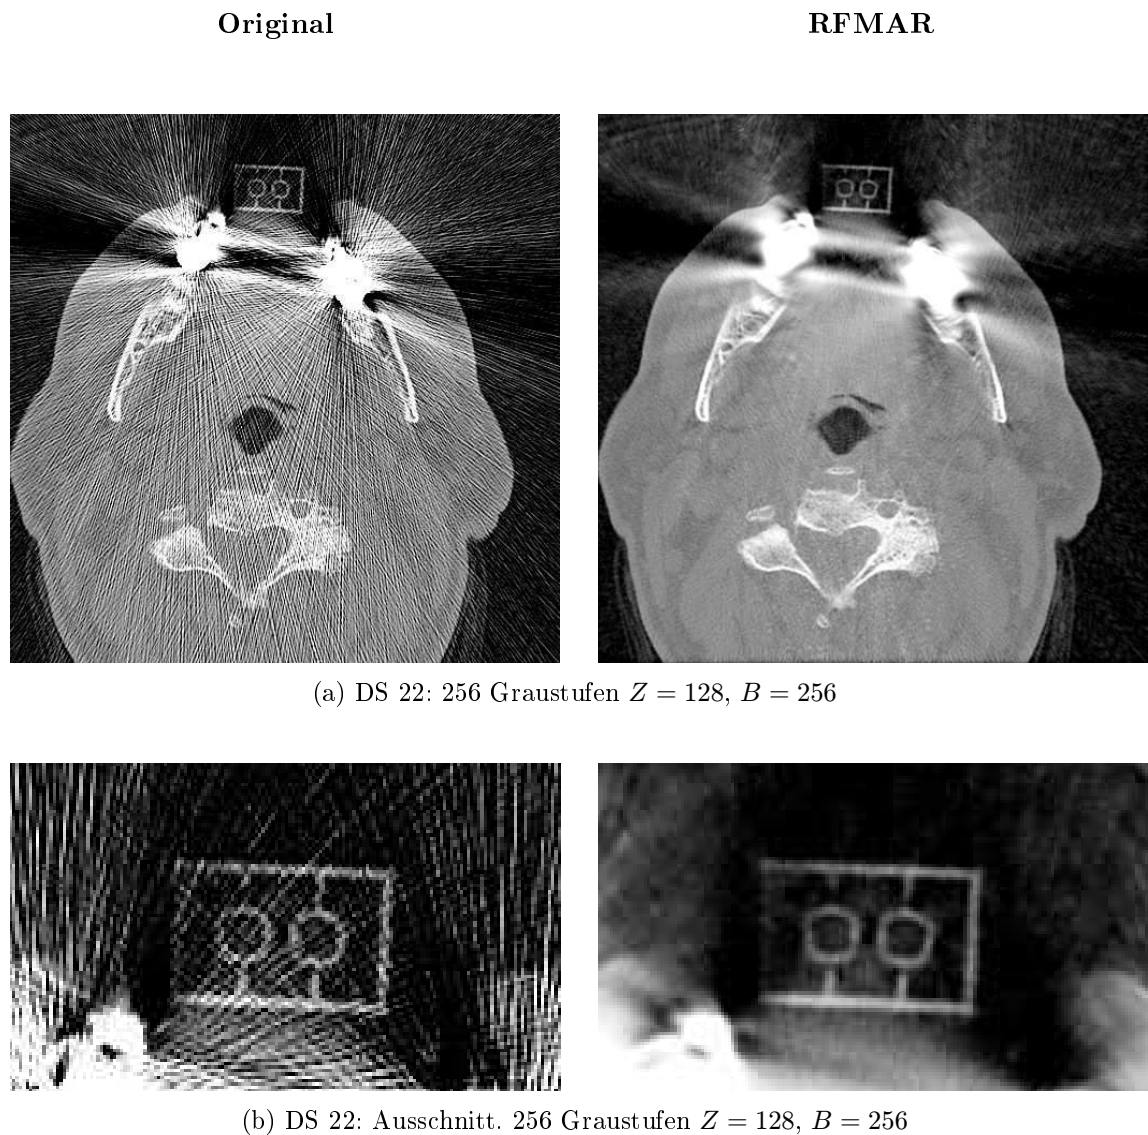 Original
RFMAR
(a) DS 22: 256 Graustufen Z = 128, B = 256
(b) DS 22: Ausschnitt. 256 Graustufen Z = 128, B = 256